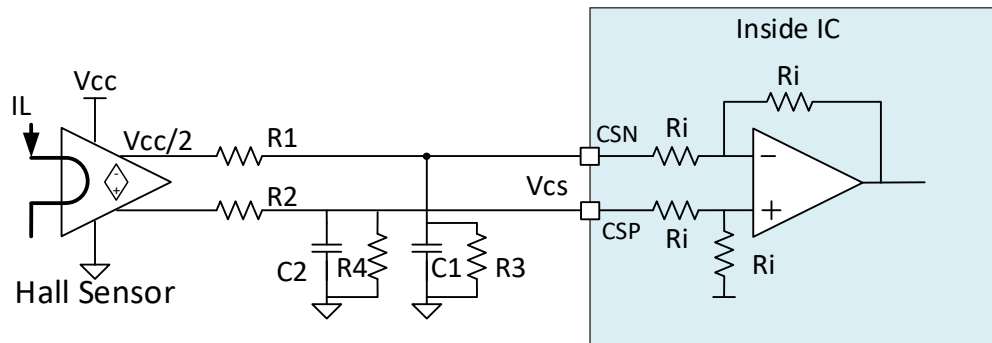 Inside IC
Vcc
IL
Vcc/2
R1
R2
C2
R4
C1
R3
Hall Sensor
Vcs
CSN
CSP
Ri
Ri
Ri
Ri
-
+
-
+